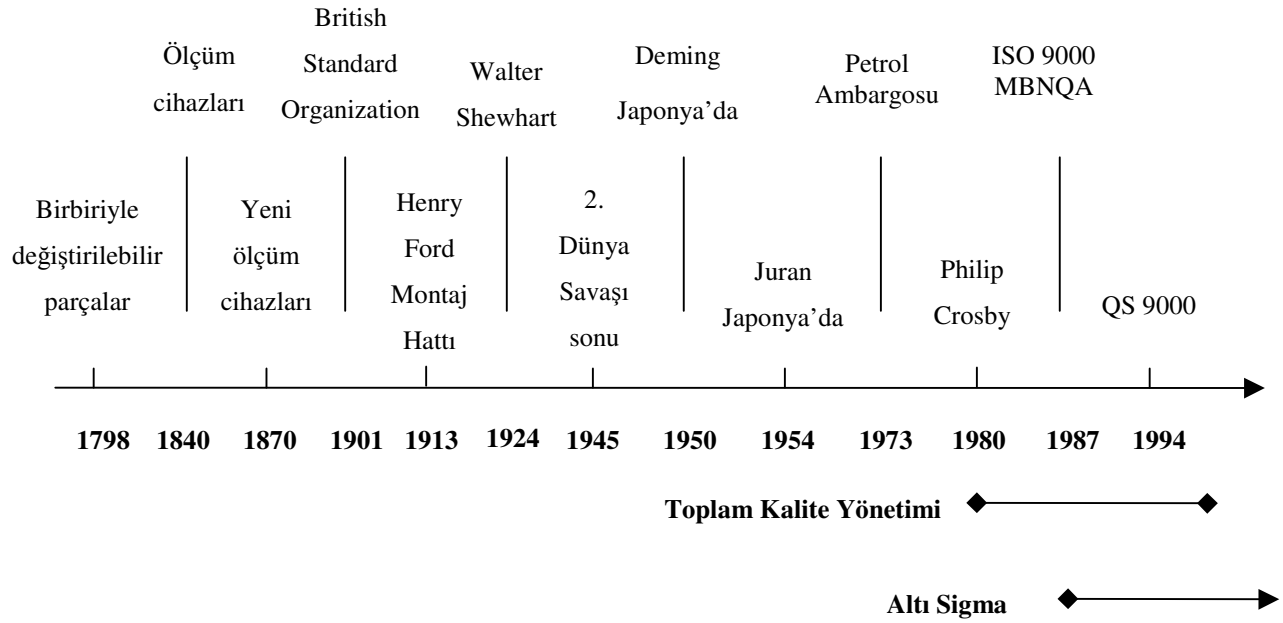 British
Standard
Organization
Ölçüm
cihazları
Walter
Shewhart
Deming
Japonya’da
Petrol
Ambargosu
ISO 9000
MBNQA
Birbiriyle
değiştirilebilir
parçalar
Yeni
ölçüm
cihazları
Henry
Ford
Montaj
Hattı
2.
Dünya
Savaşı
sonu
Juran
Japonya’da
Philip
Crosby
QS 9000
1798 1840 1870 1901 1913 1924 1945 1950 1954 1973 1980 1987 1994
Toplam Kalite Yönetimi
Altı Sigma